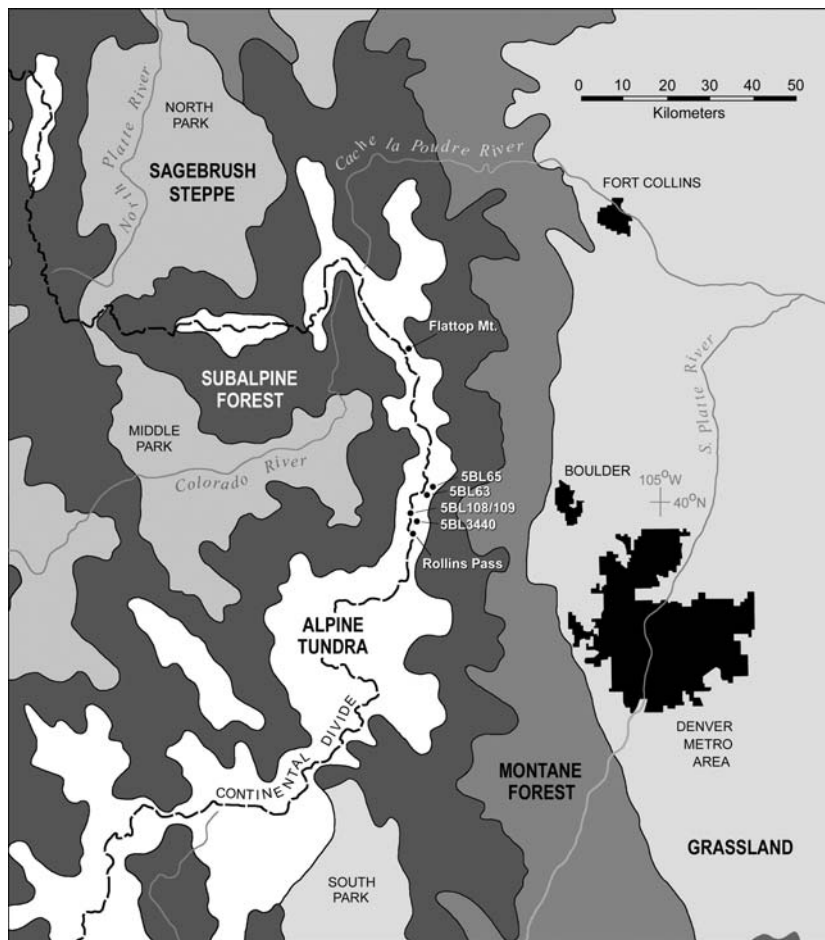 0 10 20 30 40 50
Kilometers
NORTH
PARK
North Platte River
SAGEBRUSH
STEPPE
Cache la Poudre River
FORT COLLINS
Flattop Mt.
SUBALPINE
FOREST
S. Platte River
MIDDLE
PARK
Colorado River
BOULDER
105°W
40°N
5BL65
5BL63
5BL108/109
5BL3440
Rollins Pass
ALPINE
TUNDRA
CONTINENTAL DIVIDE
DENVER
METRO
AREA
MONTANE
FOREST
GRASSLAND
SOUTH
PARK